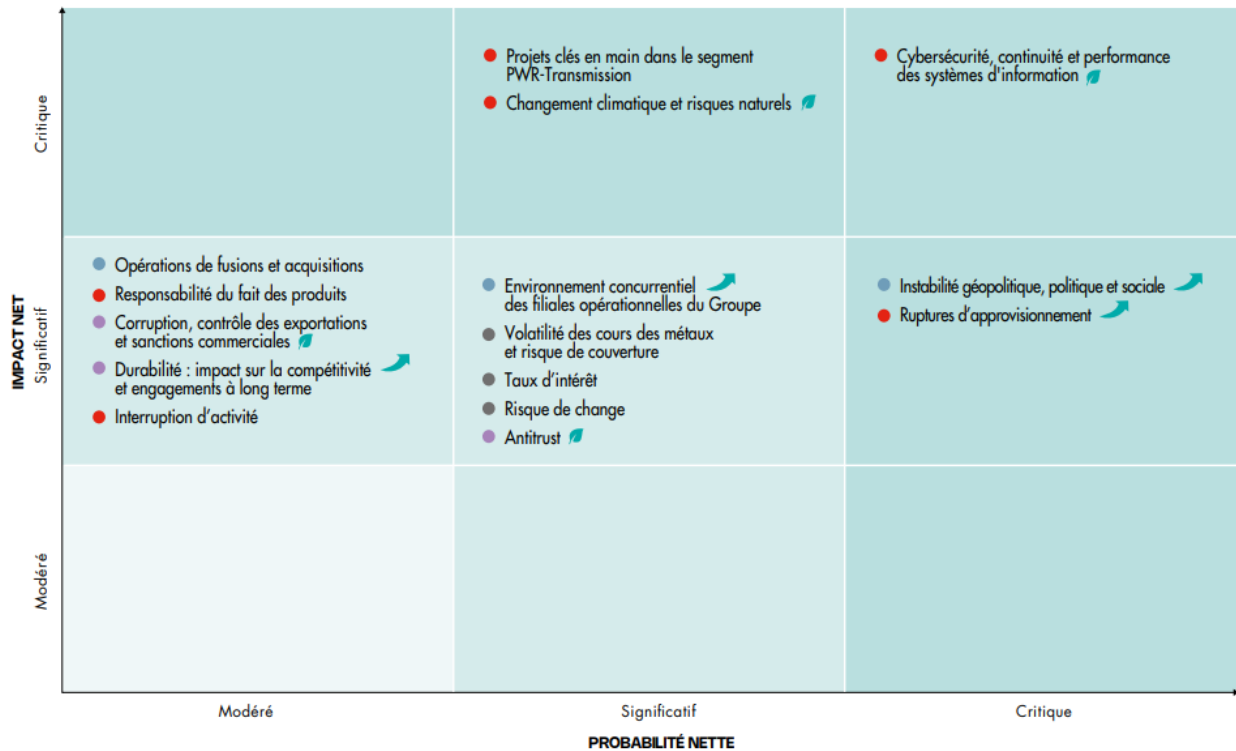 Projets clés en main dans le segment
PWR-Transmission
Changement climatique et risques naturels
Cybersécurité, continuité et performance
des systèmes d'information
Critique
Opérations de fusions et acquisitions
Responsabilité du fait des produits
Corruption, contrôle des exportations
et sanctions commerciales
Durabilité : impact sur la compétitivité
et engagements à long terme
Interruption d’activité
Environnement concurrentiel
des filiales opérationnelles du Groupe
Volatilité des cours des métaux
et risque de couverture
Taux d’intérêt
Risque de change
Antitrust
Instabilité géopolitique, politique et sociale
Ruptures d’approvisionnement
IMPACT NET
Significatif
Modéré
Modéré
Significatif
Critique
PROBABILITÉ NETTE